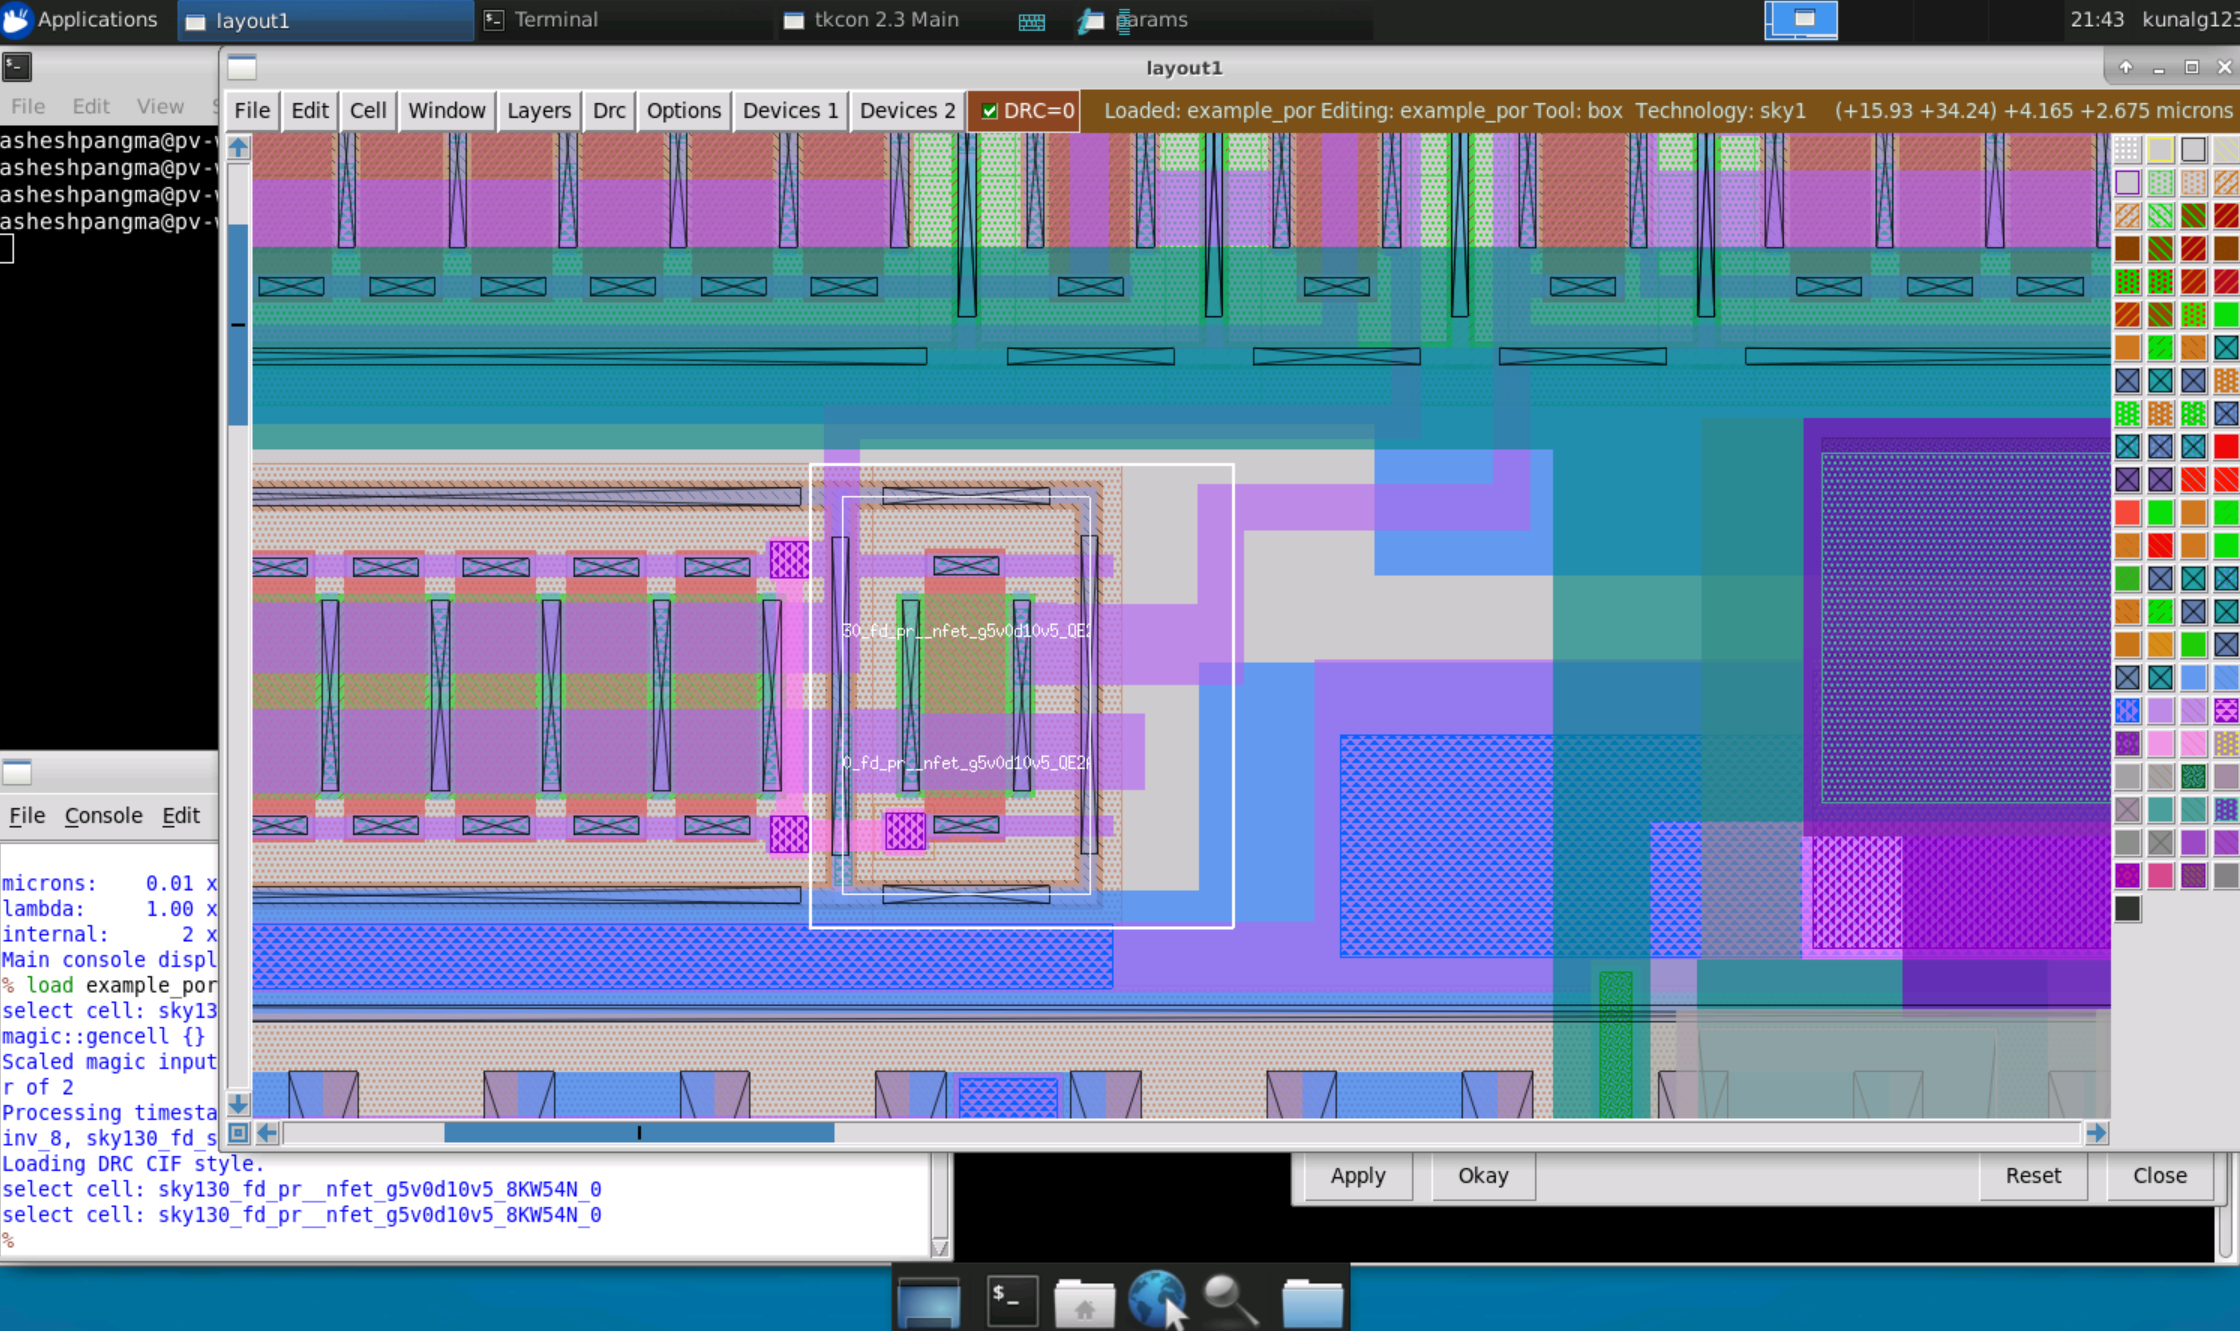 Applications layout1 Terminal tkcon 2.3 Main params 21:43 kunalg123
layout1
File Edit View
File Edit Cell Window Layers Drc Options Devices 1 Devices 2 DRC=0 Loaded: example_por Editing: example_por Tool: box Technology: sky1 (+15.93 +34.24) +4.165 +2.675 microns
asheshpangma@pv-
asheshpangma@pv-
asheshpangma@pv-
asheshpangma@pv-
30_fd_pr__nfet_g5v0d10v5_QE2
0_fd_pr__nfet_g5v0d10v5_QE2
File Console Edit
microns: 0.01 x
lambda: 1.00 x
internal: 2 x
Main console displ
% load example_por
select cell: sky13
magic::gencell {}
Scaled magic input
r of 2
Processing timesta
inv_8, sky130_fd_s
Loading DRC CIF style.
select cell: sky130_fd_pr__nfet_g5v0d10v5_8KW54N_0
select cell: sky130_fd_pr__nfet_g5v0d10v5_8KW54N_0
%
Apply Okay Reset Close
$_